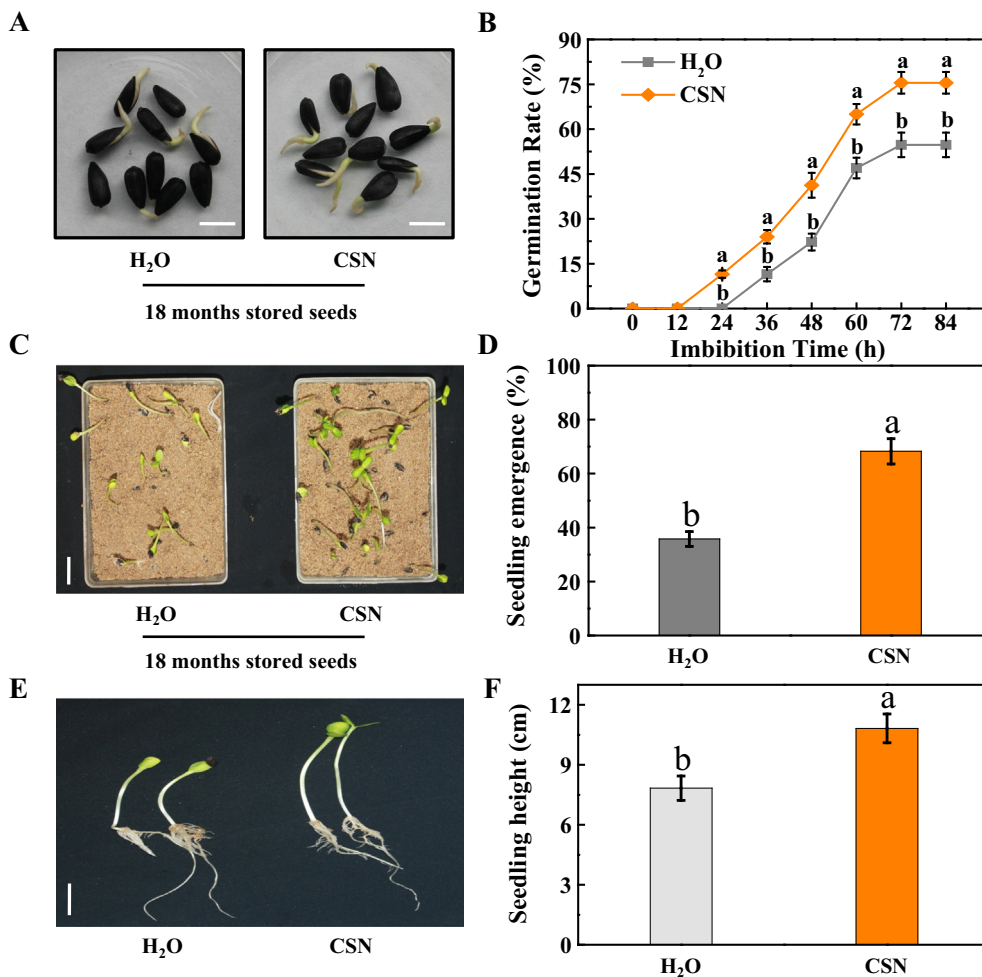 A
H₂O
CSN
18 months stored seeds
B
Germination Rate (%)
90
75
60
45
30
15
0
H₂O
CSN
a
a
a
a
a
a
b
b
b
b
b
b
0 12 24 36 48 60 72 84
Imbibition Time (h)
C
H₂O
CSN
18 months stored seeds
D
Seedling emergence (%)
100
80
60
40
20
0
b
a
H₂O
CSN
E
H₂O
CSN
F
Seedling height (cm)
12
9
6
3
0
b
a
H₂O
CSN